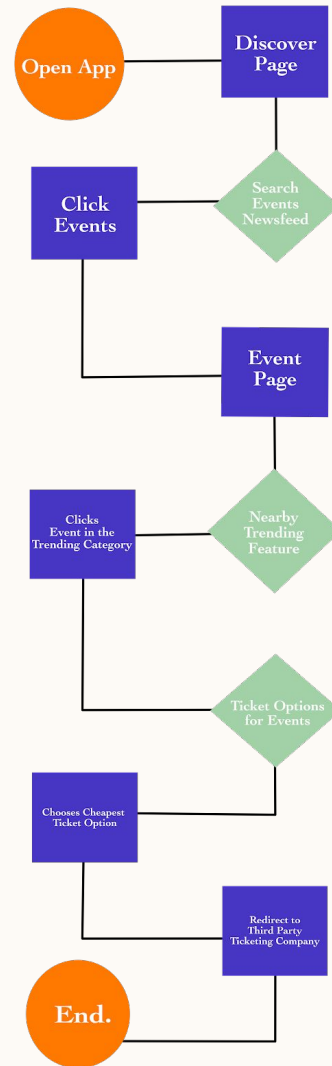 Open App
Discover
Page
Search
Events
Newsfeed
Click
Events
Event
Page
Nearby
Trending
Feature
Clicks
Event in the
Trending Category
Ticket Options
for Events
Chooses Cheapest
Ticket Option
Redirect to
Third Party
Ticketing Company
End.